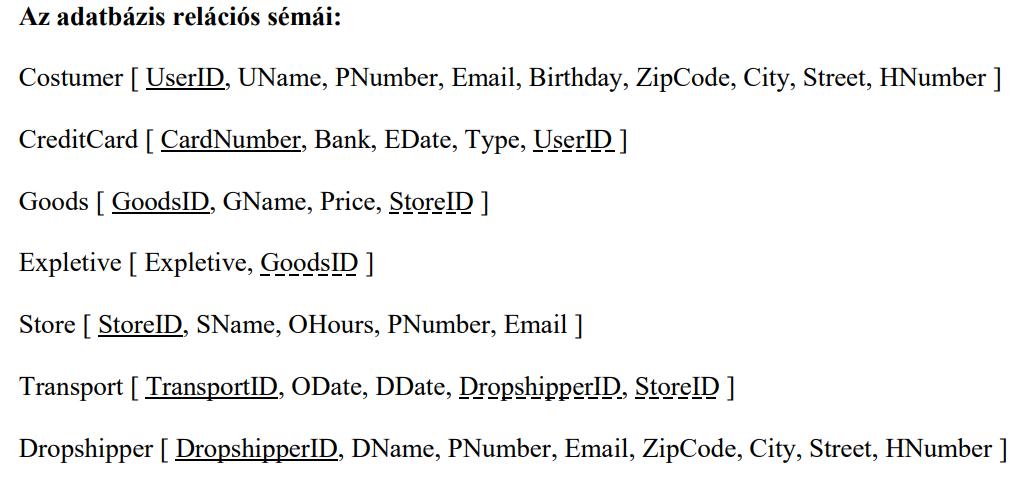 Az adatbázis relációs sémái:
Costumer [ UserID, UName, PNumber, Email, Birthday, ZipCode, City, Street, HNumber ]
CreditCard [ CardNumber, Bank, EDate, Type, UserID ]
Goods [ GoodsID, GName, Price, StoreID ]
Expletive [ Expletive, GoodsID ]
Store [ StoreID, SName, OHours, PNumber, Email ]
Transport [ TransportID, ODate, DDate, DropshipperID, StoreID ]
Dropshipper [ DropshipperID, DName, PNumber, Email, ZipCode, City, Street, HNumber ]